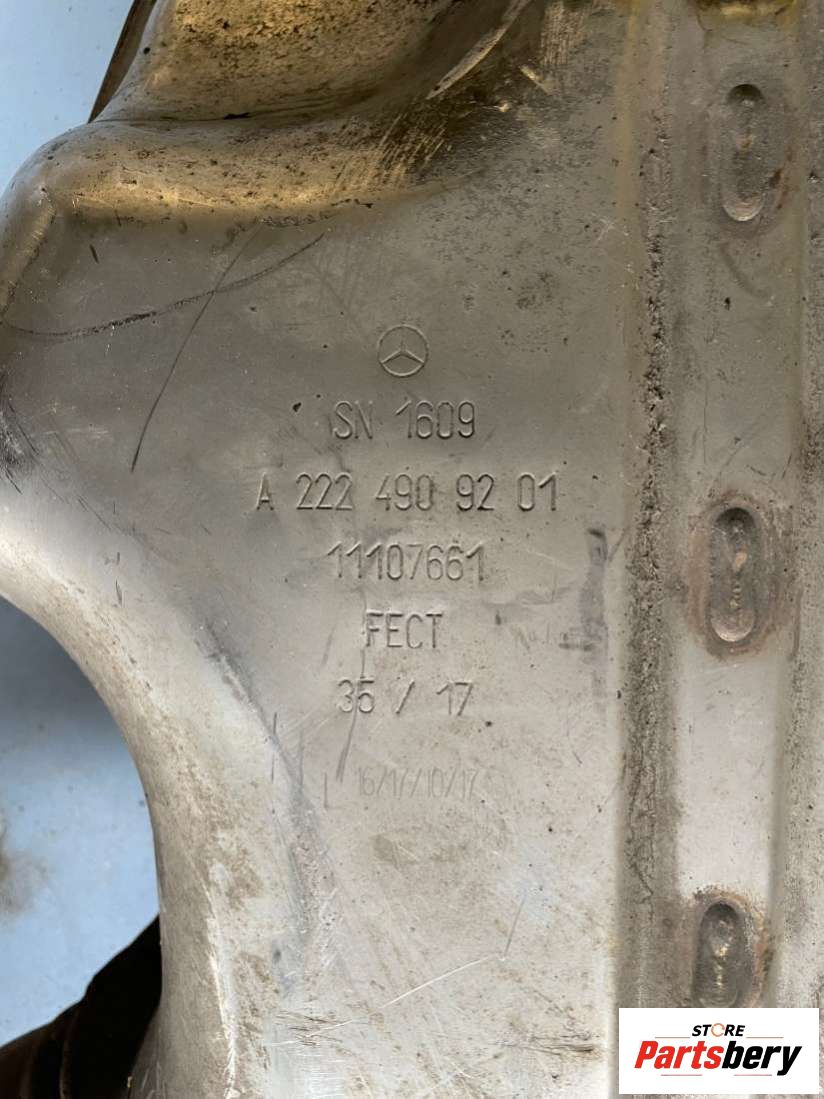 SN 1609
A 222 490 92 01
11107661
FECT
35 / 17
16/17/10/17
STORE
Partsbery